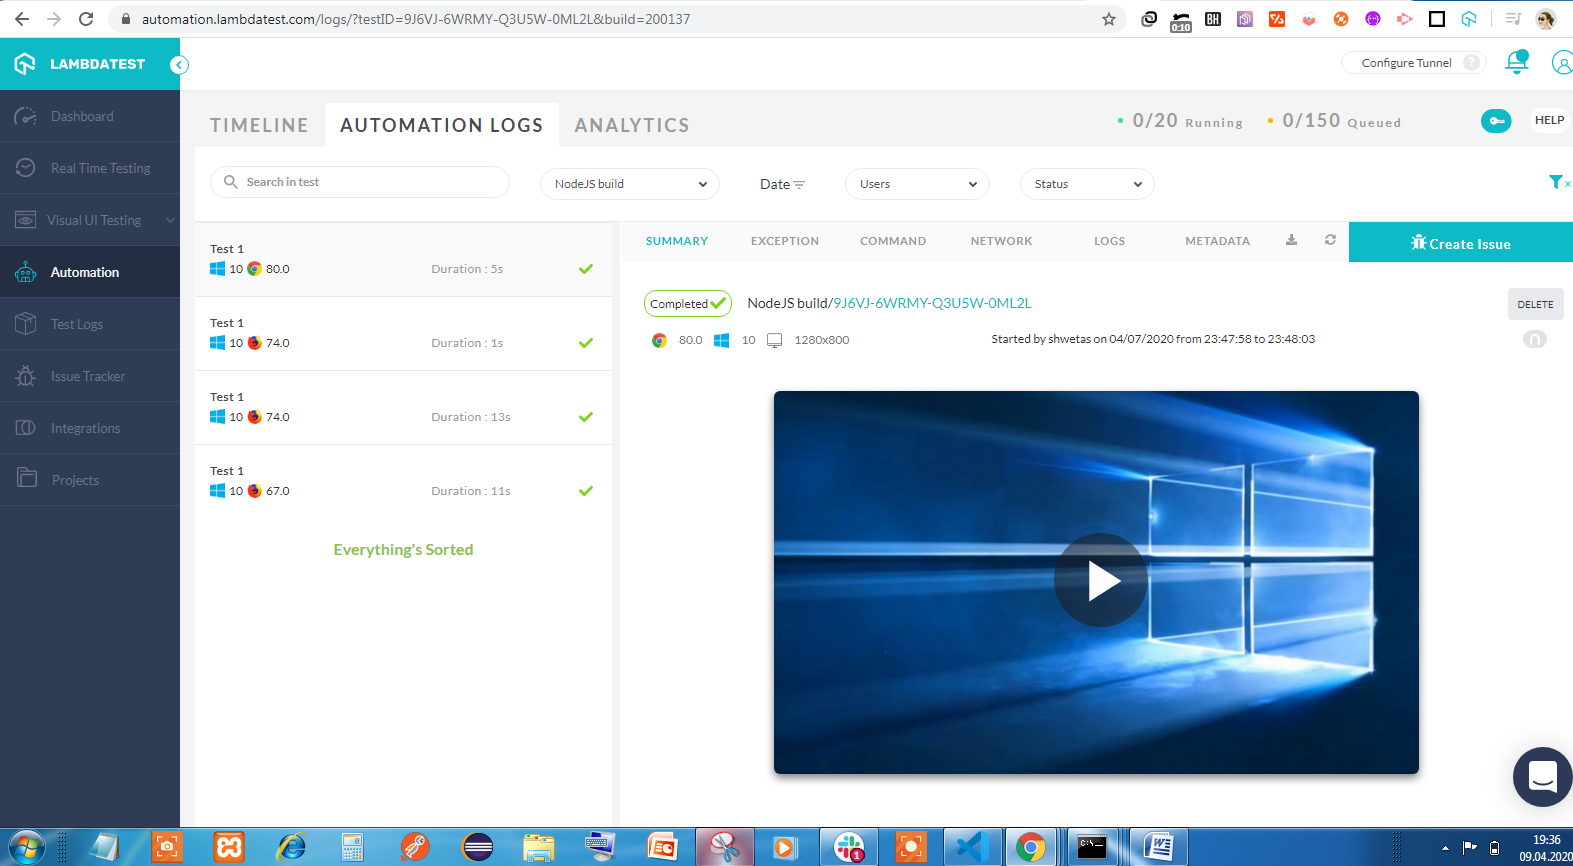 automation.lambdatest.com/logs/?testID=9J6VJ-6WRMY-Q3U5W-0ML2L&build=200137
0:10
BH
LAMBDATEST
Configure Tunnel ?
Dashboard
Real Time Testing
Visual UI Testing
Automation
Test Logs
Issue Tracker
Integrations
Projects
TIMELINE
AUTOMATION LOGS
ANALYTICS
0/20 Running
0/150 Queued
HELP
Search in test
NodeJS build
Date
Users
Status
Test 1
10 80.0 Duration : 5s
Test 1
10 74.0 Duration : 1s
Test 1
10 74.0 Duration : 13s
Test 1
10 67.0 Duration : 11s
Everything's Sorted
SUMMARY
EXCEPTION
COMMAND
NETWORK
LOGS
METADATA
Create Issue
Completed
NodeJS build/9J6VJ-6WRMY-Q3U5W-0ML2L
DELETE
80.0 10 1280x800
Started by shwetas on 04/07/2020 from 23:47:58 to 23:48:03
1
C:\
19:36
09.04.2020